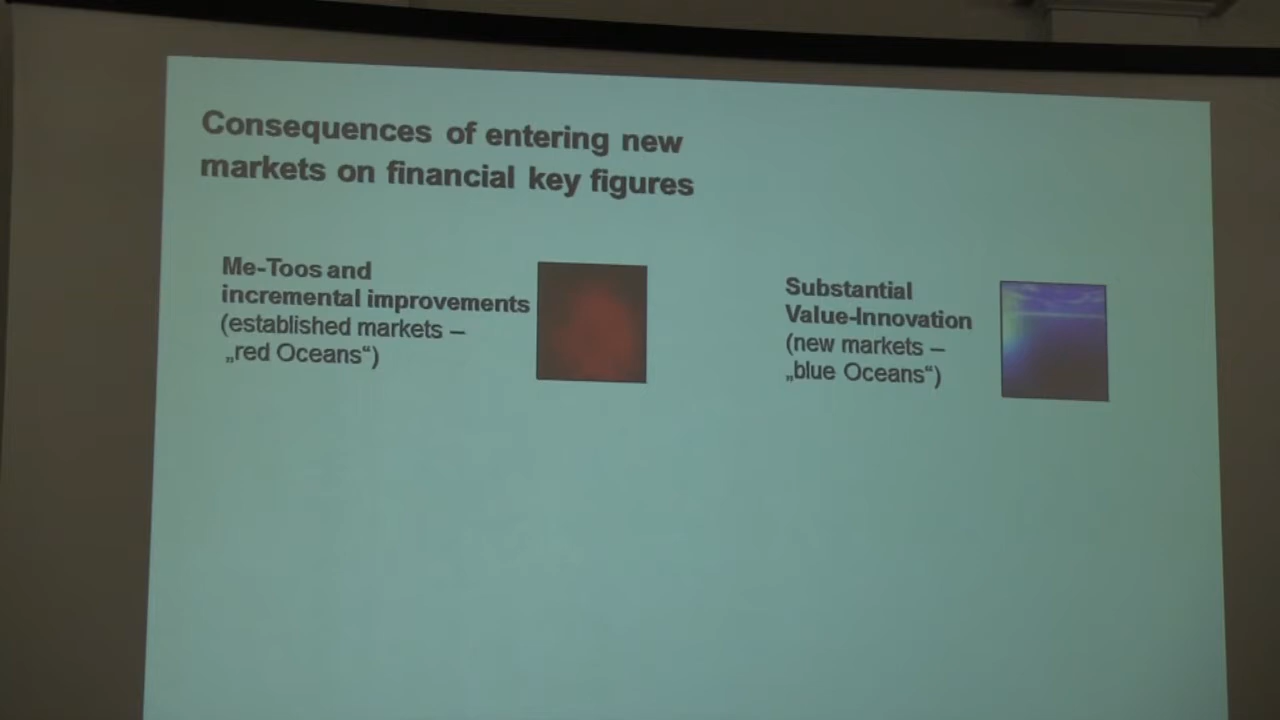 Consequences of entering new
markets on financial key figures
Me-Toos and
incremental improvements
(established markets –
„red Oceans“)
Substantial
Value-Innovation
(new markets –
„blue Oceans“)